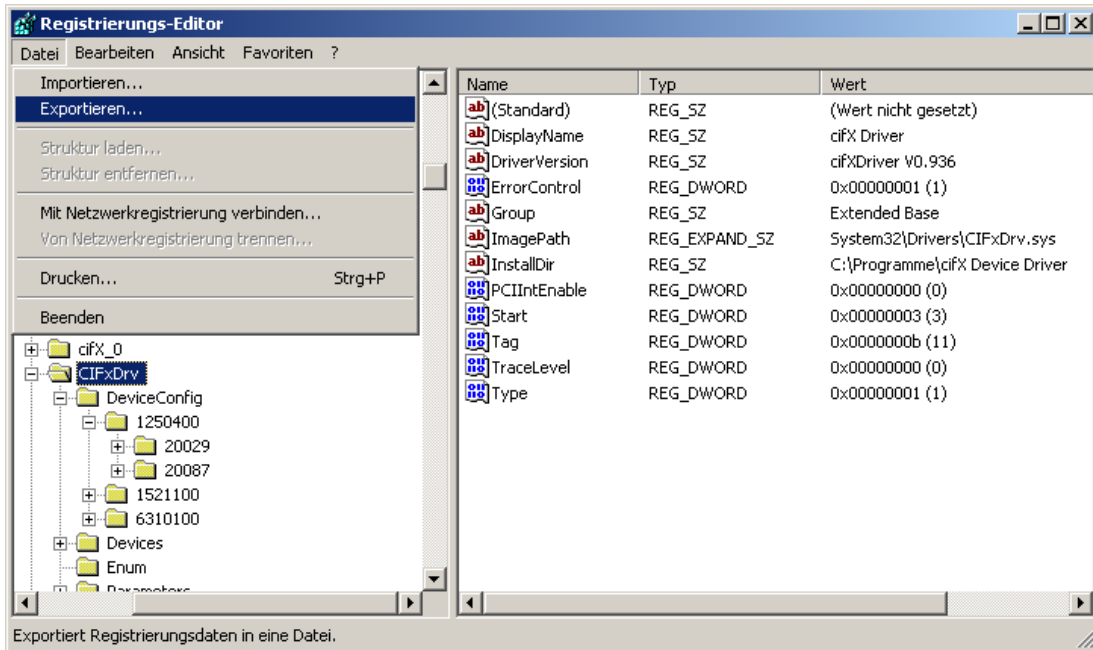 Registrierungs-Editor
Datei Bearbeiten Ansicht Favoriten ?
Importieren...
Exportieren...
Struktur laden...
Struktur entfernen...
Mit Netzwerkregistrierung verbinden...
Von Netzwerkregistrierung trennen...
Drucken... Strg+P
Beenden
cifX_0
CIFxDrv
DeviceConfig
1250400
20029
20087
1521100
6310100
Devices
Enum
Parameters
Name Typ Wert
(Standard) REG_SZ (Wert nicht gesetzt)
DisplayName REG_SZ cifX Driver
DriverVersion REG_SZ cifXDriver V0.936
ErrorControl REG_DWORD 0x00000001 (1)
Group REG_SZ Extended Base
ImagePath REG_EXPAND_SZ System32\Drivers\CIFxDrv.sys
InstallDir REG_SZ C:\Programme\cifX Device Driver
PCIIntEnable REG_DWORD 0x00000000 (0)
Start REG_DWORD 0x00000003 (3)
Tag REG_DWORD 0x0000000b (11)
TraceLevel REG_DWORD 0x00000000 (0)
Type REG_DWORD 0x00000001 (1)
Exportiert Registrierungsdaten in eine Datei.